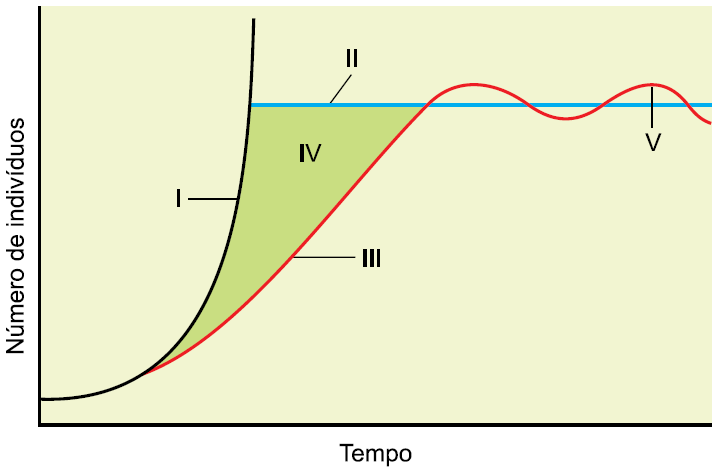 II
IV
I
V
III
Número de indivíduos
Tempo